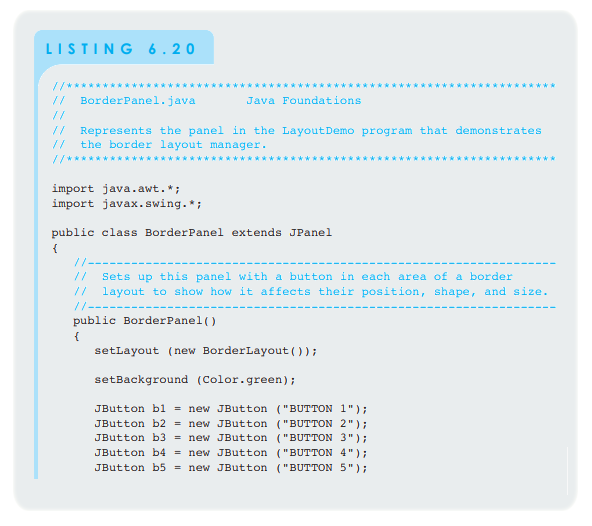 LISTING 6.20
//********************************************************************
//  BorderPanel.java       Java Foundations
//
//  Represents the panel in the LayoutDemo program that demonstrates
//  the border layout manager.
//********************************************************************
import java.awt.*;
import javax.swing.*;
public class BorderPanel extends JPanel
{
   //-----------------------------------------------------------------
   //  Sets up this panel with a button in each area of a border
   //  layout to show how it affects their position, shape, and size.
   //-----------------------------------------------------------------
   public BorderPanel()
   {
      setLayout (new BorderLayout());
      setBackground (Color.green);
      JButton b1 = new JButton ("BUTTON 1");
      JButton b2 = new JButton ("BUTTON 2");
      JButton b3 = new JButton ("BUTTON 3");
      JButton b4 = new JButton ("BUTTON 4");
      JButton b5 = new JButton ("BUTTON 5");